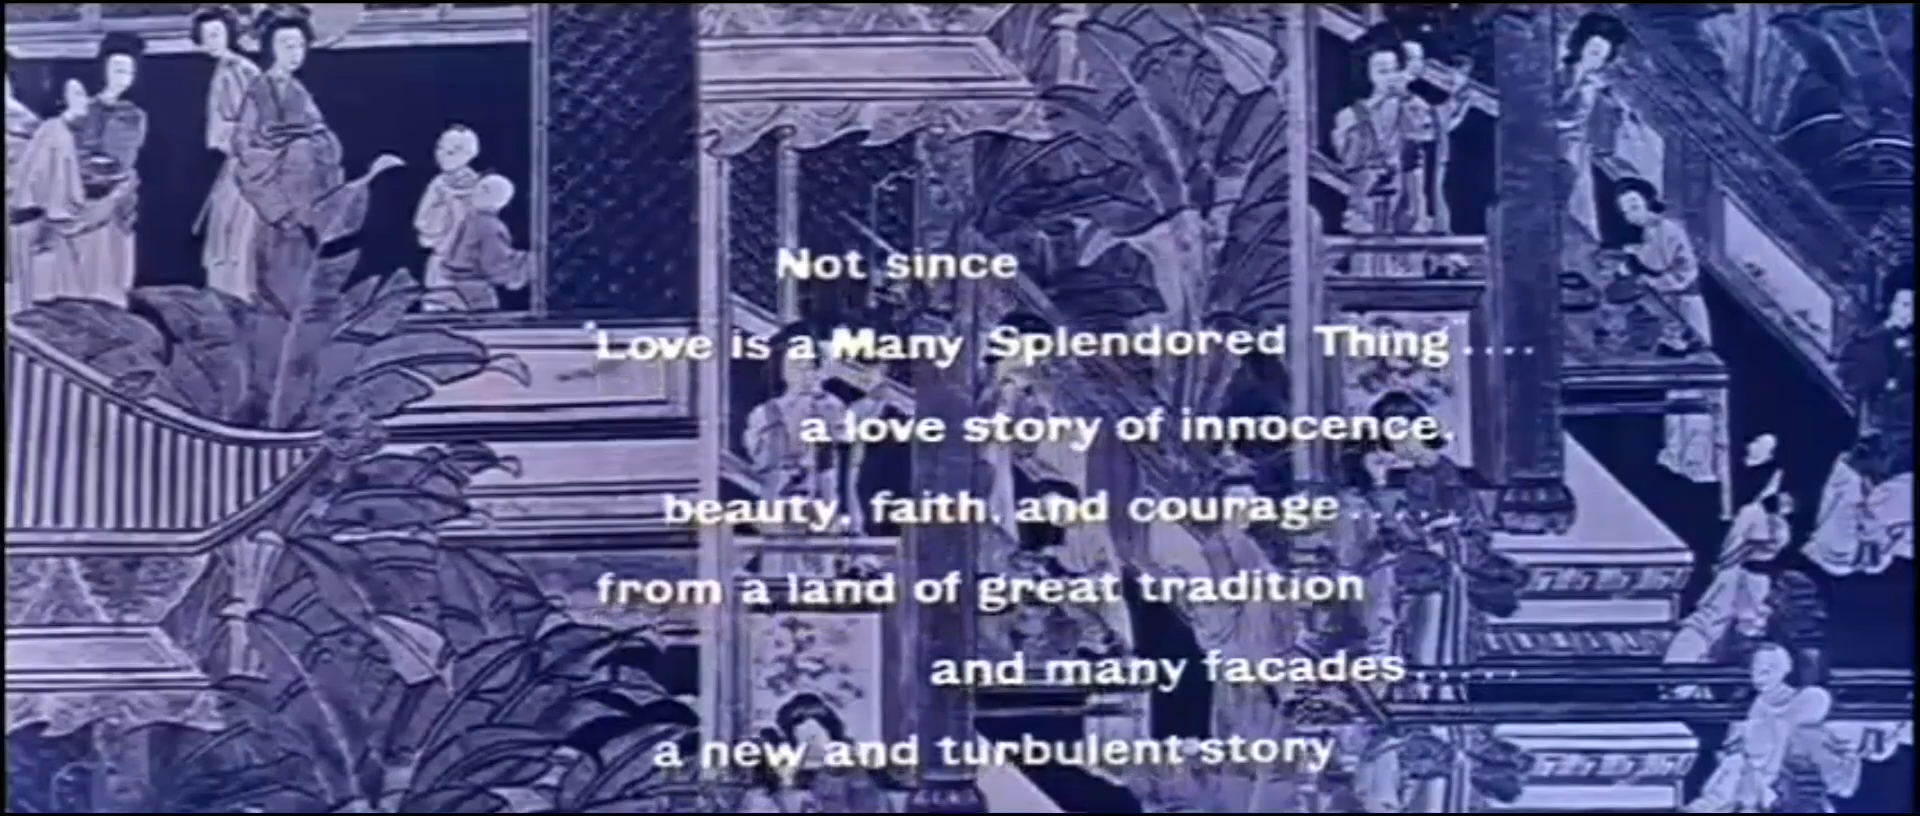 Not since
"Love is a Many Splendored Thing"....
a love story of innocence,
beauty, faith, and courage.....
from a land of great tradition
and many facades.....
a new and turbulent story